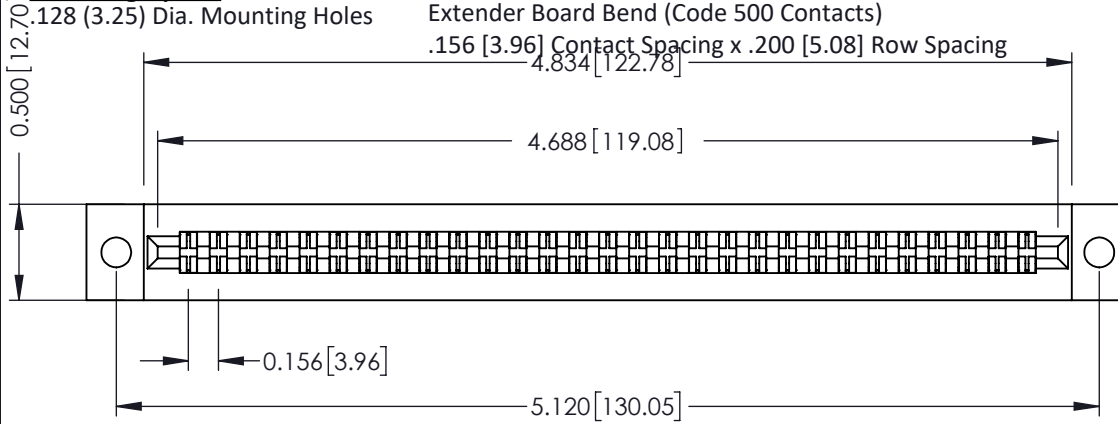 .128 (3.25) Dia. Mounting Holes
Extender Board Bend (Code 500 Contacts)
.156 [3.96] Contact Spacing x .200 [5.08] Row Spacing
4.834[122.78]
0.500[12.70
4.688[119.08]
0.156[3.96]
5.120[130.05]